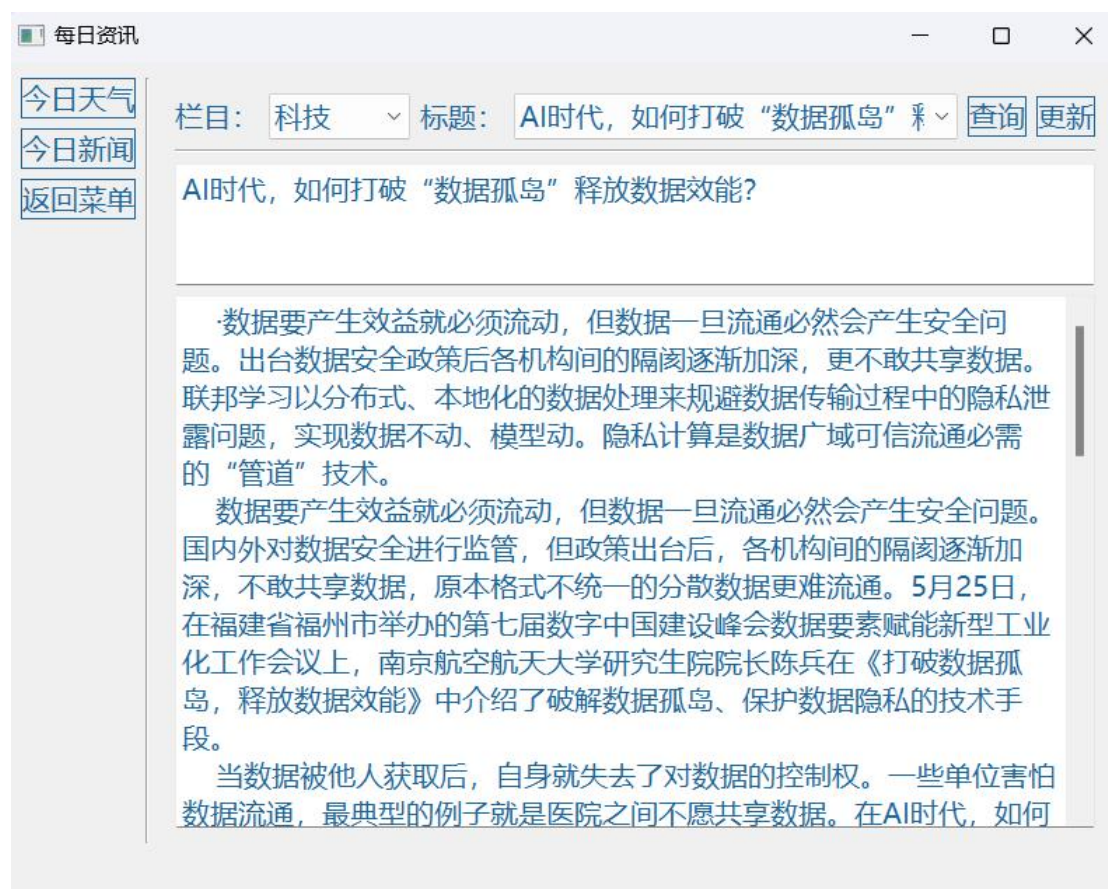 每日资讯
今日天气
今日新闻
返回菜单
栏目： 科技 标题： AI时代，如何打破“数据孤岛” 查询 更新
AI时代，如何打破“数据孤岛”释放数据效能？
·数据要产生效益就必须流动，但数据一旦流通必然会产生安全问
题。出台数据安全政策后各机构间的隔阂逐渐加深，更不敢共享数据。
联邦学习以分布式、本地化的数据处理来规避数据传输过程中的隐私泄
露问题，实现数据不动、模型动。隐私计算是数据广域可信流通必需
的“管道”技术。
数据要产生效益就必须流动，但数据一旦流通必然会产生安全问题。
国内外对数据安全进行监管，但政策出台后，各机构间的隔阂逐渐加
深，不敢共享数据，原本格式不统一的分散数据更难流通。5月25日，
在福建省福州市举办的第七届数字中国建设峰会数据要素赋能新型工业
化工作会议上，南京航空航天大学研究生院院长陈兵在《打破数据孤
岛，释放数据效能》中介绍了破解数据孤岛、保护数据隐私的技术手
段。
当数据被他人获取后，自身就失去了对数据的控制权。一些单位害怕
数据流通，最典型的例子就是医院之间不愿共享数据。在AI时代，如何